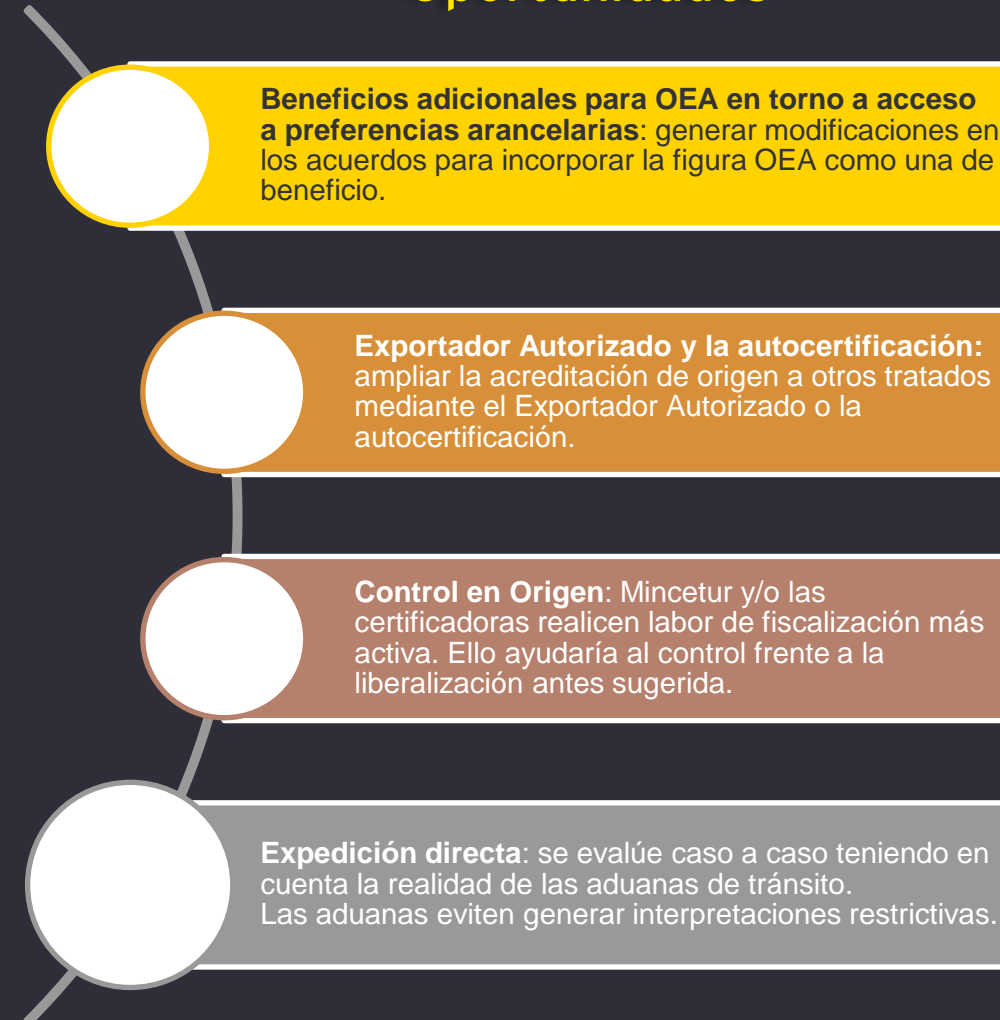 Oportunidades
Beneficios adicionales para OEA en torno a acceso
a preferencias arancelarias: generar modificaciones en
los acuerdos para incorporar la figura OEA como una de
beneficio.
Exportador Autorizado y la autocertificación:
ampliar la acreditación de origen a otros tratados
mediante el Exportador Autorizado o la
autocertificación.
Control en Origen: Mincetur y/o las
certificadoras realicen labor de fiscalización más
activa. Ello ayudaría al control frente a la
liberalización antes sugerida.
Expedición directa: se evalúe caso a caso teniendo en
cuenta la realidad de las aduanas de tránsito.
Las aduanas eviten generar interpretaciones restrictivas.